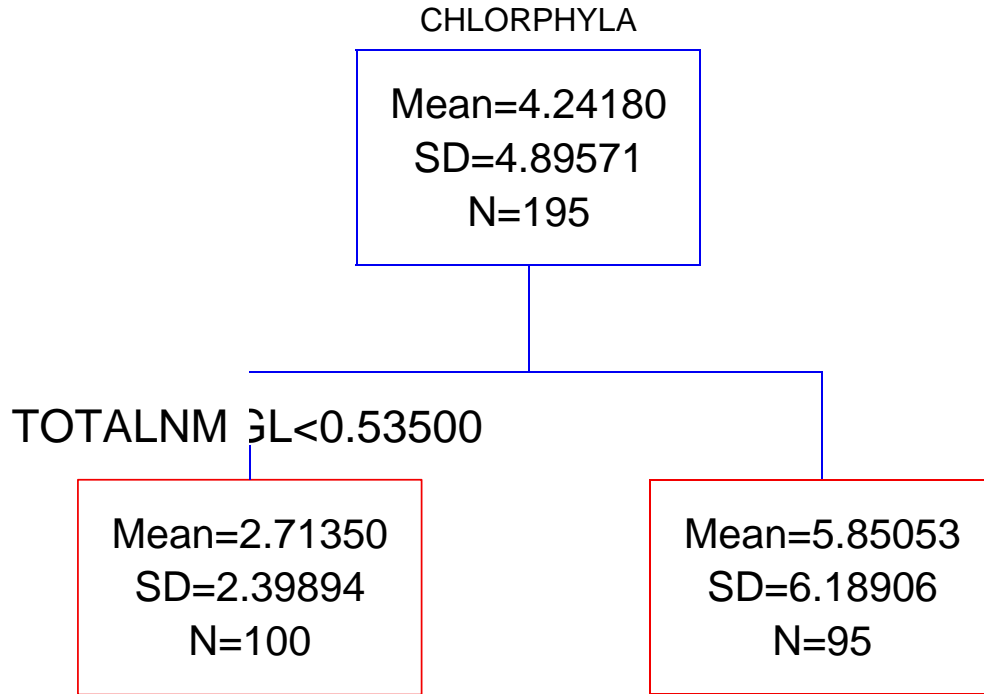 CHLORPHYLA
Mean=4.24180
SD=4.89571
N=195
TOTALNM GL<0.53500
Mean=2.71350
SD=2.39894
N=100
Mean=5.85053
SD=6.18906
N=95